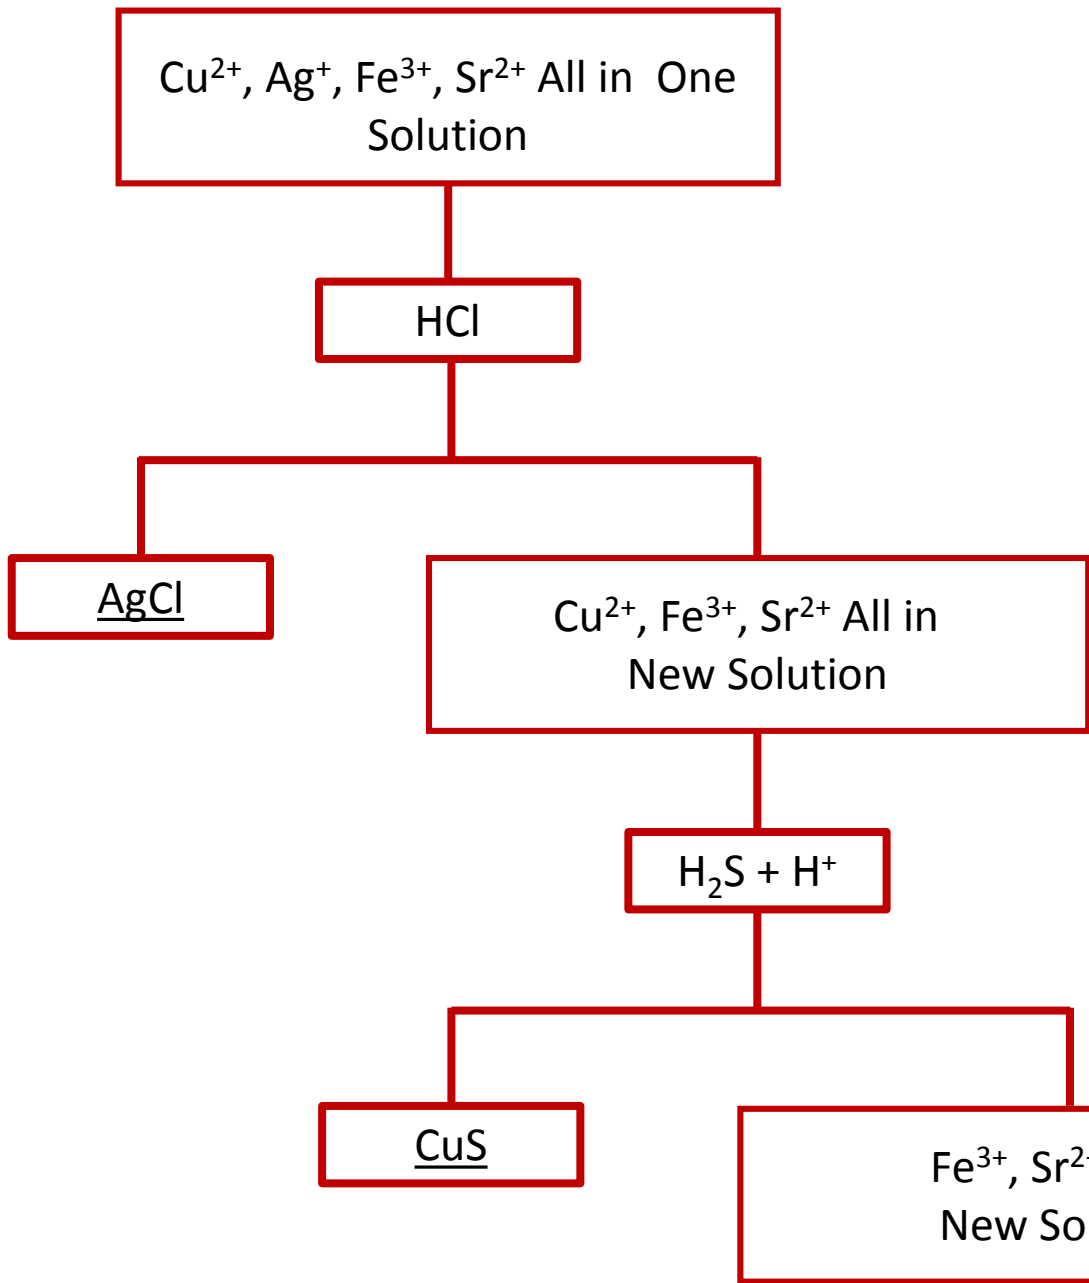 Cu²⁺, Ag⁺, Fe³⁺, Sr²⁺ All in One
Solution
HCl
AgCl
Cu²⁺, Fe³⁺, Sr²⁺ All in
New Solution
H₂S + H⁺
CuS
Fe³⁺, Sr²⁺
New So